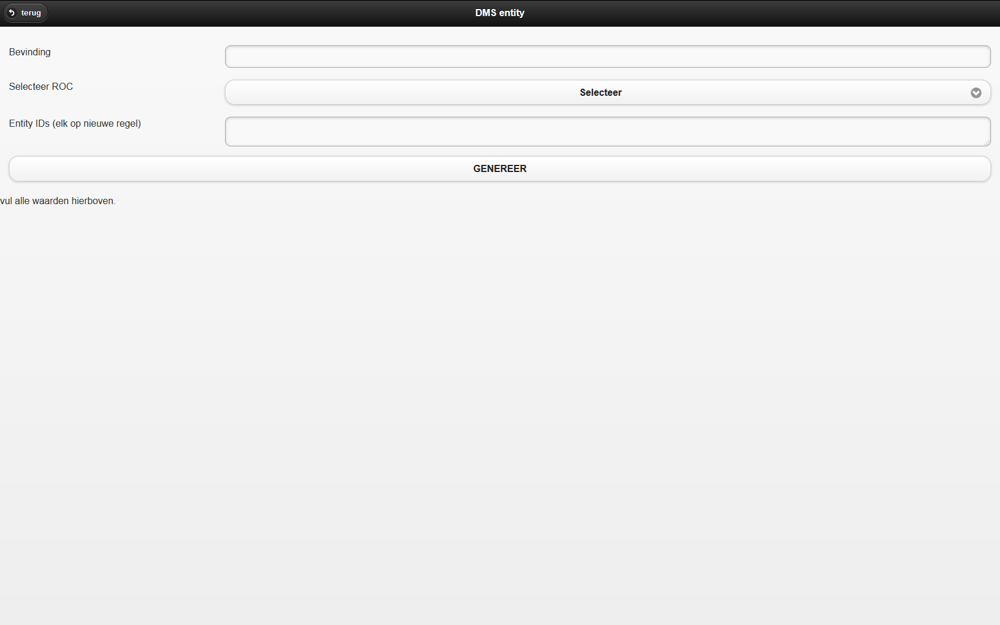 terug
DMS entity
Bevinding
Selecteer ROC
Selecteer
Entity IDs (elk op nieuwe regel)
GENEREER
vul alle waarden hierboven.